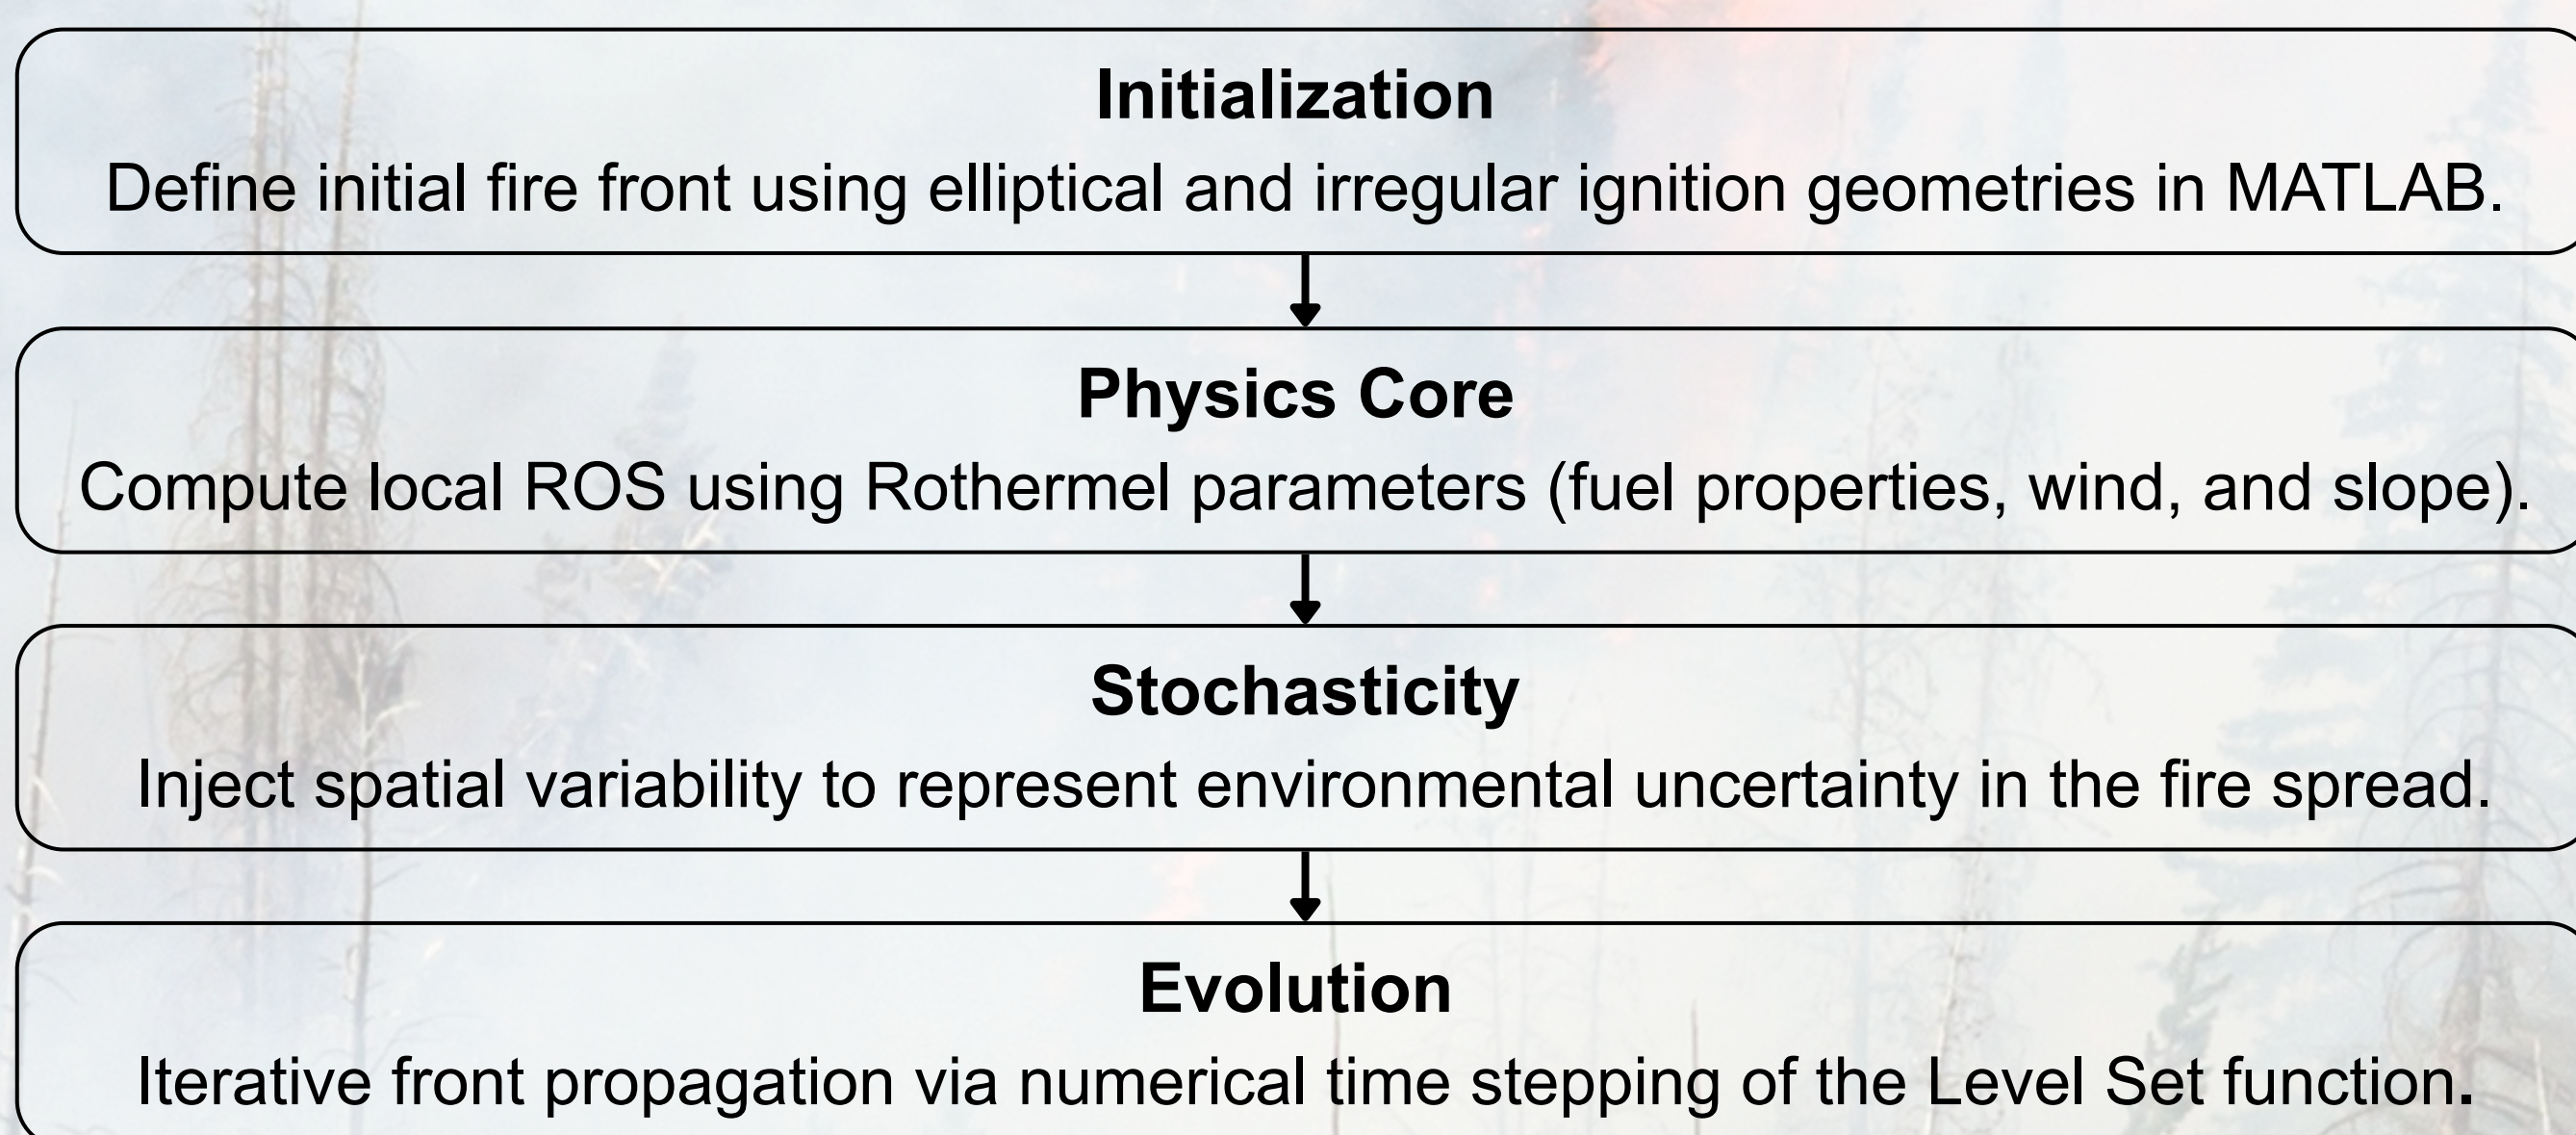 Initialization
Define initial fire front using elliptical and irregular ignition geometries in MATLAB.
Physics Core
Compute local ROS using Rothermel parameters (fuel properties, wind, and slope).
Stochasticity
Inject spatial variability to represent environmental uncertainty in the fire spread.
Evolution
Iterative front propagation via numerical time stepping of the Level Set function.